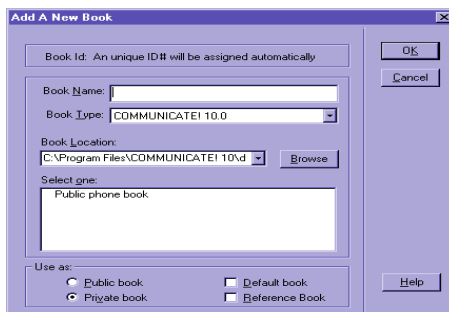 Add A New Book
Book Id: An unique ID# will be assigned automatically
OK
Cancel
Book Name:
Book Type: COMMUNICATE! 10.0
Book Location:
C:\Program Files\COMMUNICATE! 10\d
Browse
Select one:
Public phone book
Use as:
Public book
Default book
Private book
Reference Book
Help